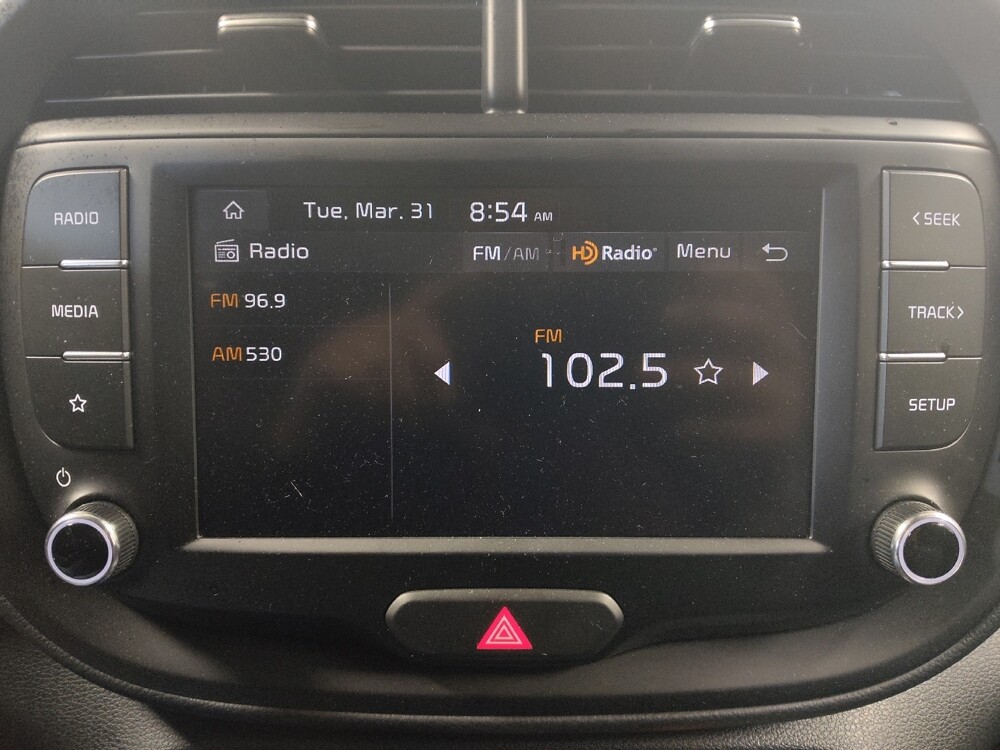 RADIO
MEDIA
Tue, Mar. 31 8:54 AM
Radio FM/AM HD Radio® Menu
FM 96.9
AM 530
FM
102.5
< SEEK
TRACK >
SETUP